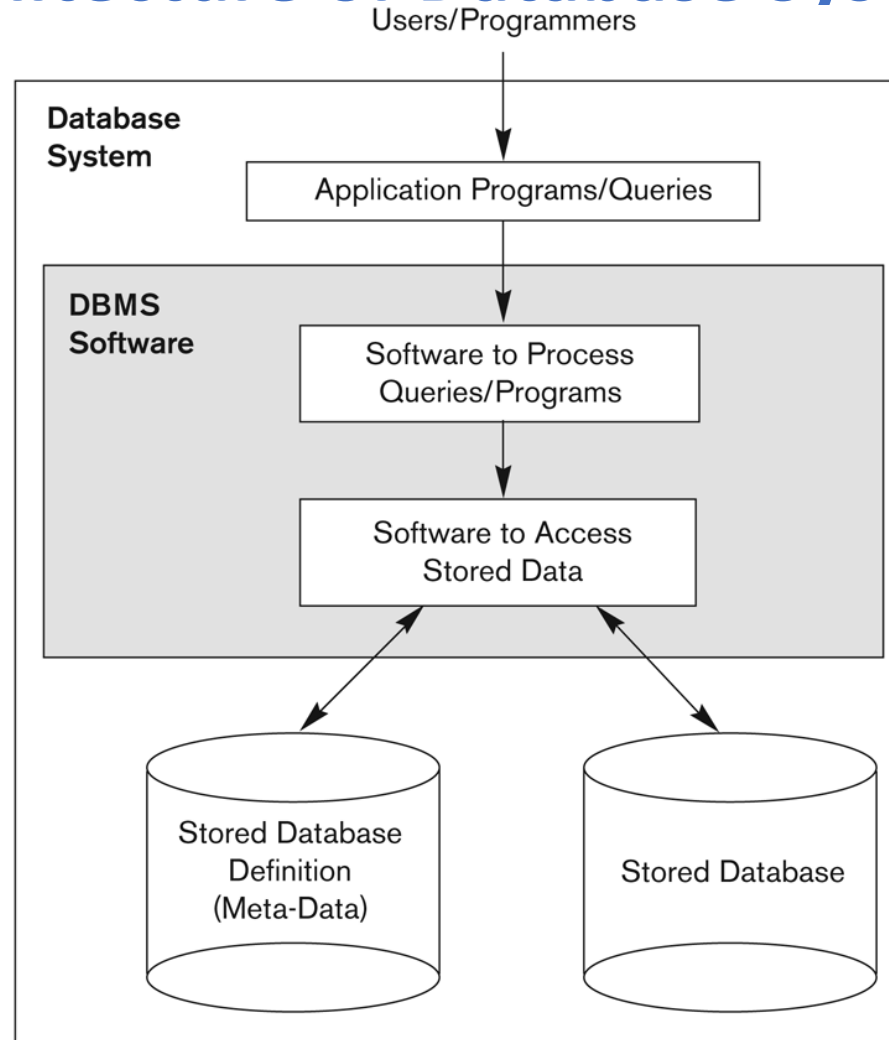 Users/Programmers
Database
System
Application Programs/Queries
DBMS
Software
Software to Process
Queries/Programs
Software to Access
Stored Data
Stored Database
Definition
(Meta-Data)
Stored Database